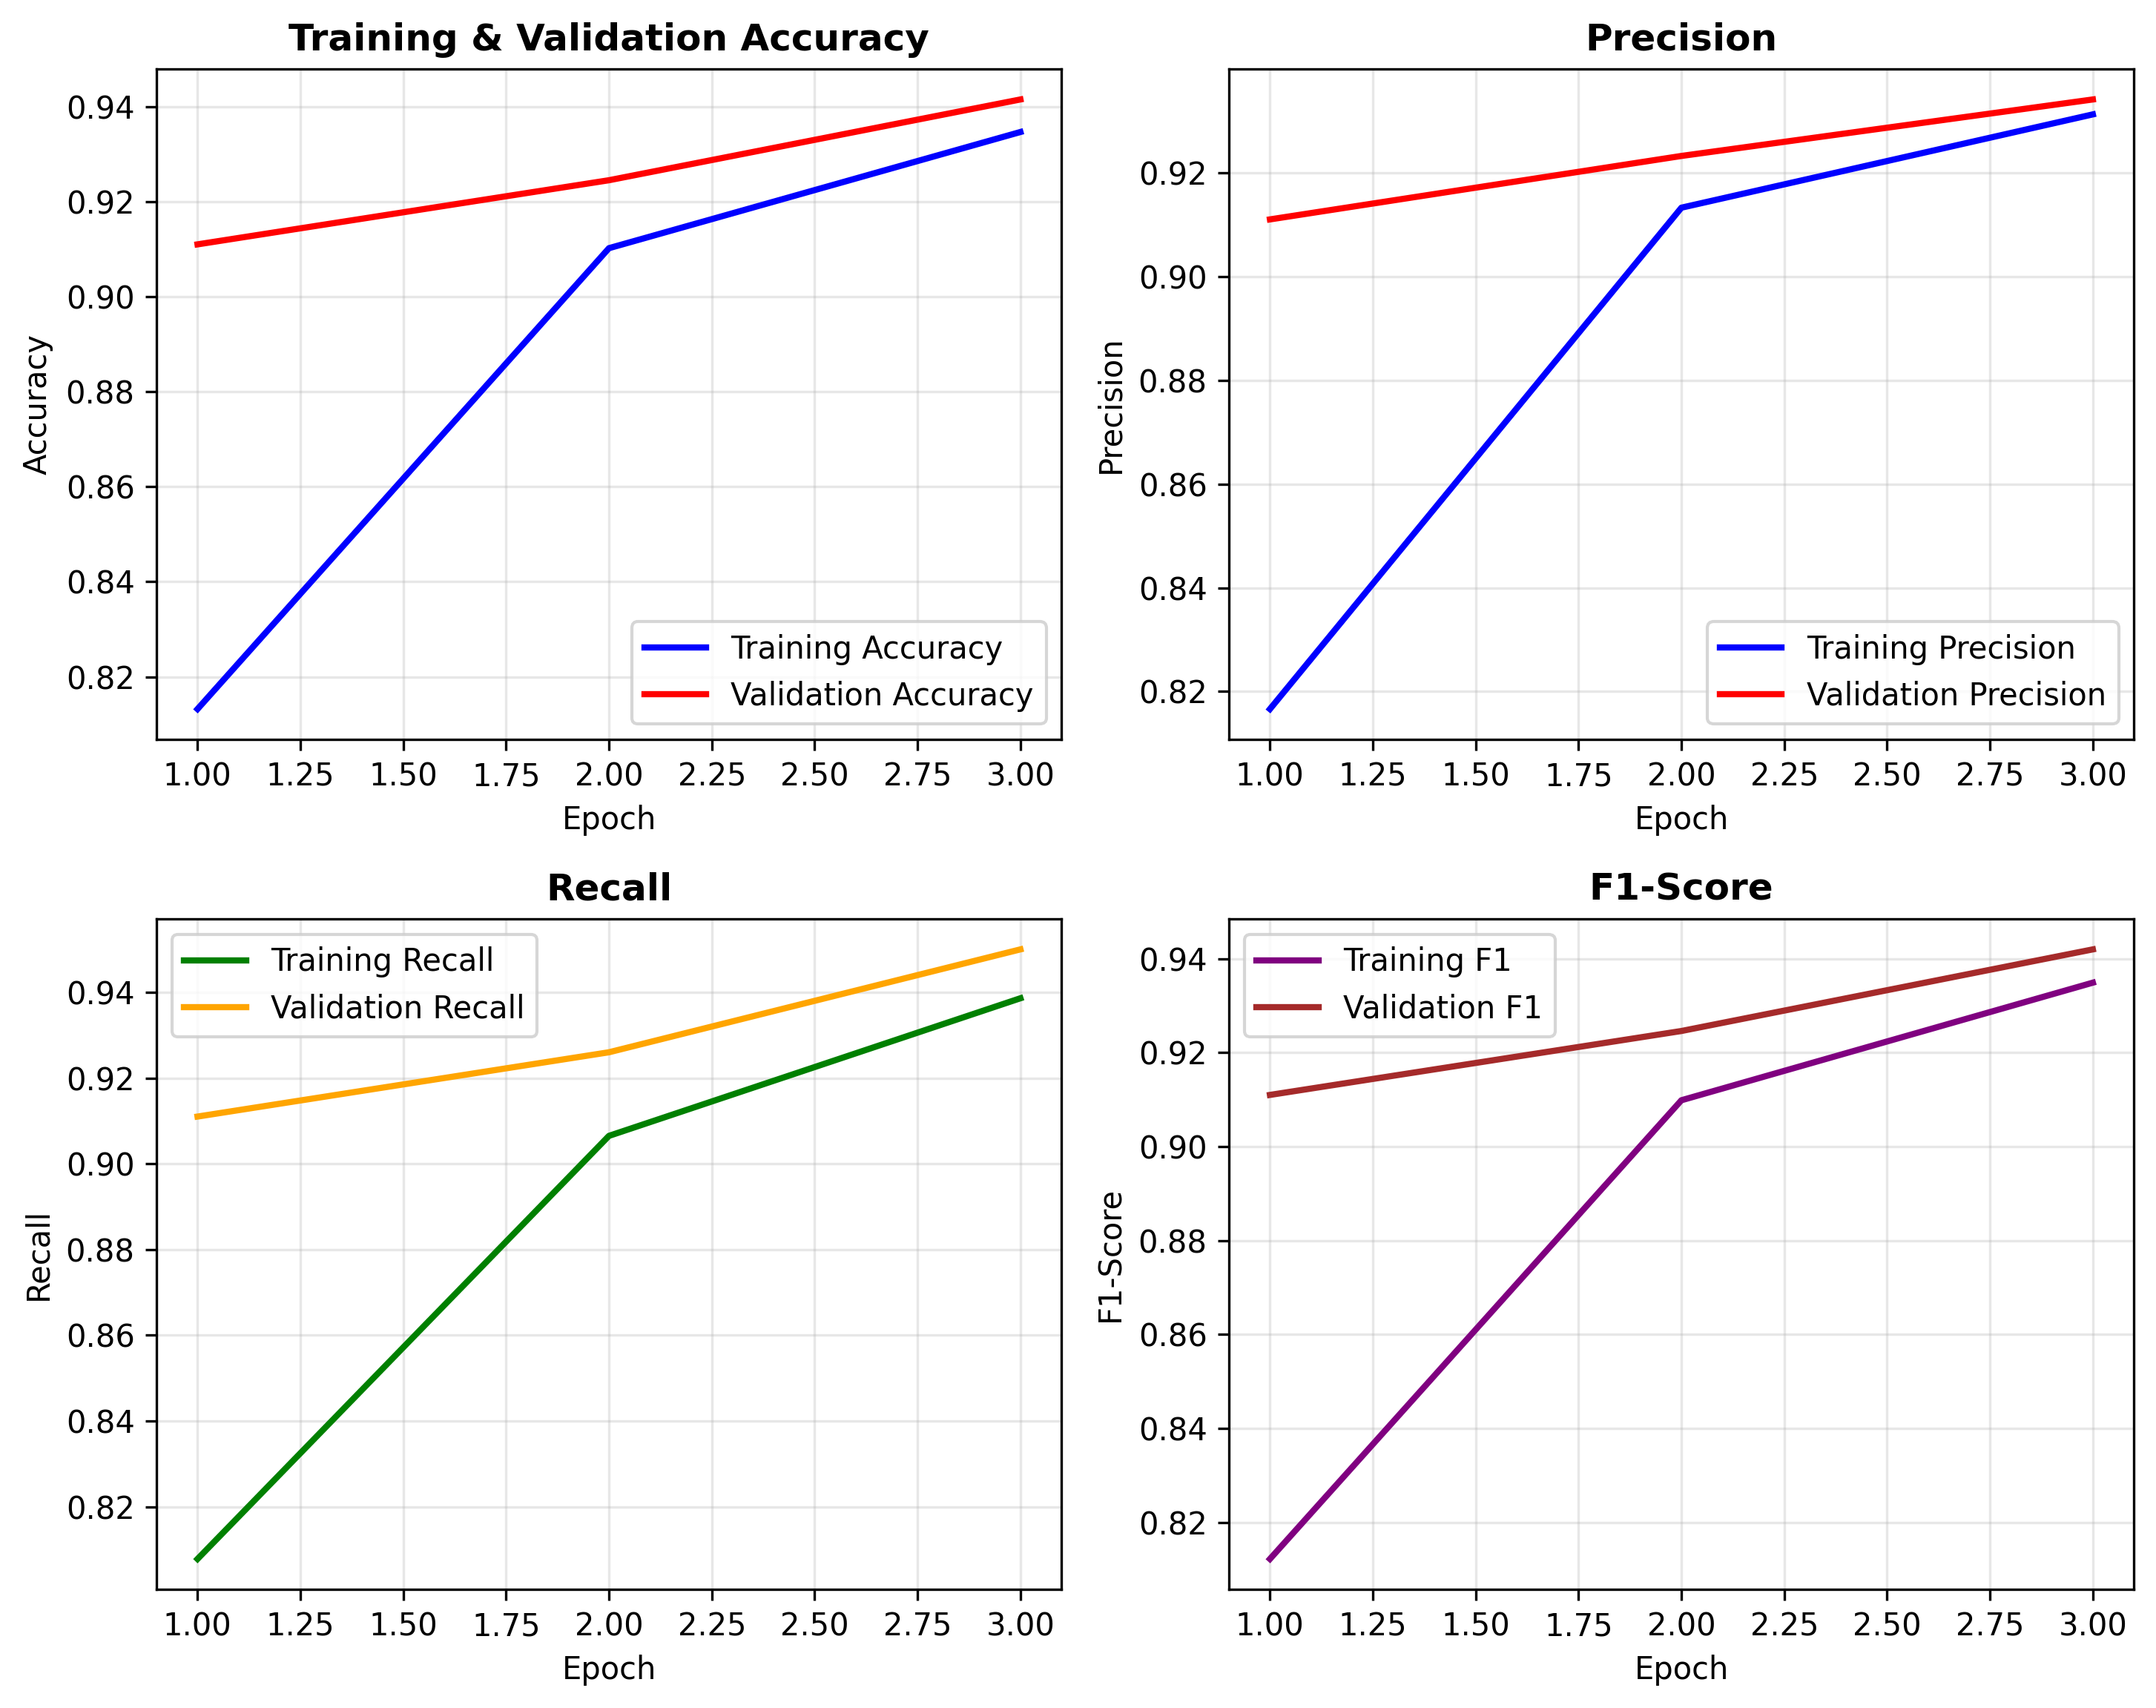 Training & Validation Accuracy
Accuracy
0.94
0.92
0.90
0.88
0.86
0.84
0.82
Training Accuracy
Validation Accuracy
1.00 1.25 1.50 1.75 2.00 2.25 2.50 2.75 3.00
Epoch
Precision
Precision
0.92
0.90
0.88
0.86
0.84
0.82
Training Precision
Validation Precision
1.00 1.25 1.50 1.75 2.00 2.25 2.50 2.75 3.00
Epoch
Recall
Recall
0.94
0.92
0.90
0.88
0.86
0.84
0.82
Training Recall
Validation Recall
1.00 1.25 1.50 1.75 2.00 2.25 2.50 2.75 3.00
Epoch
F1-Score
F1-Score
0.94
0.92
0.90
0.88
0.86
0.84
0.82
Training F1
Validation F1
1.00 1.25 1.50 1.75 2.00 2.25 2.50 2.75 3.00
Epoch